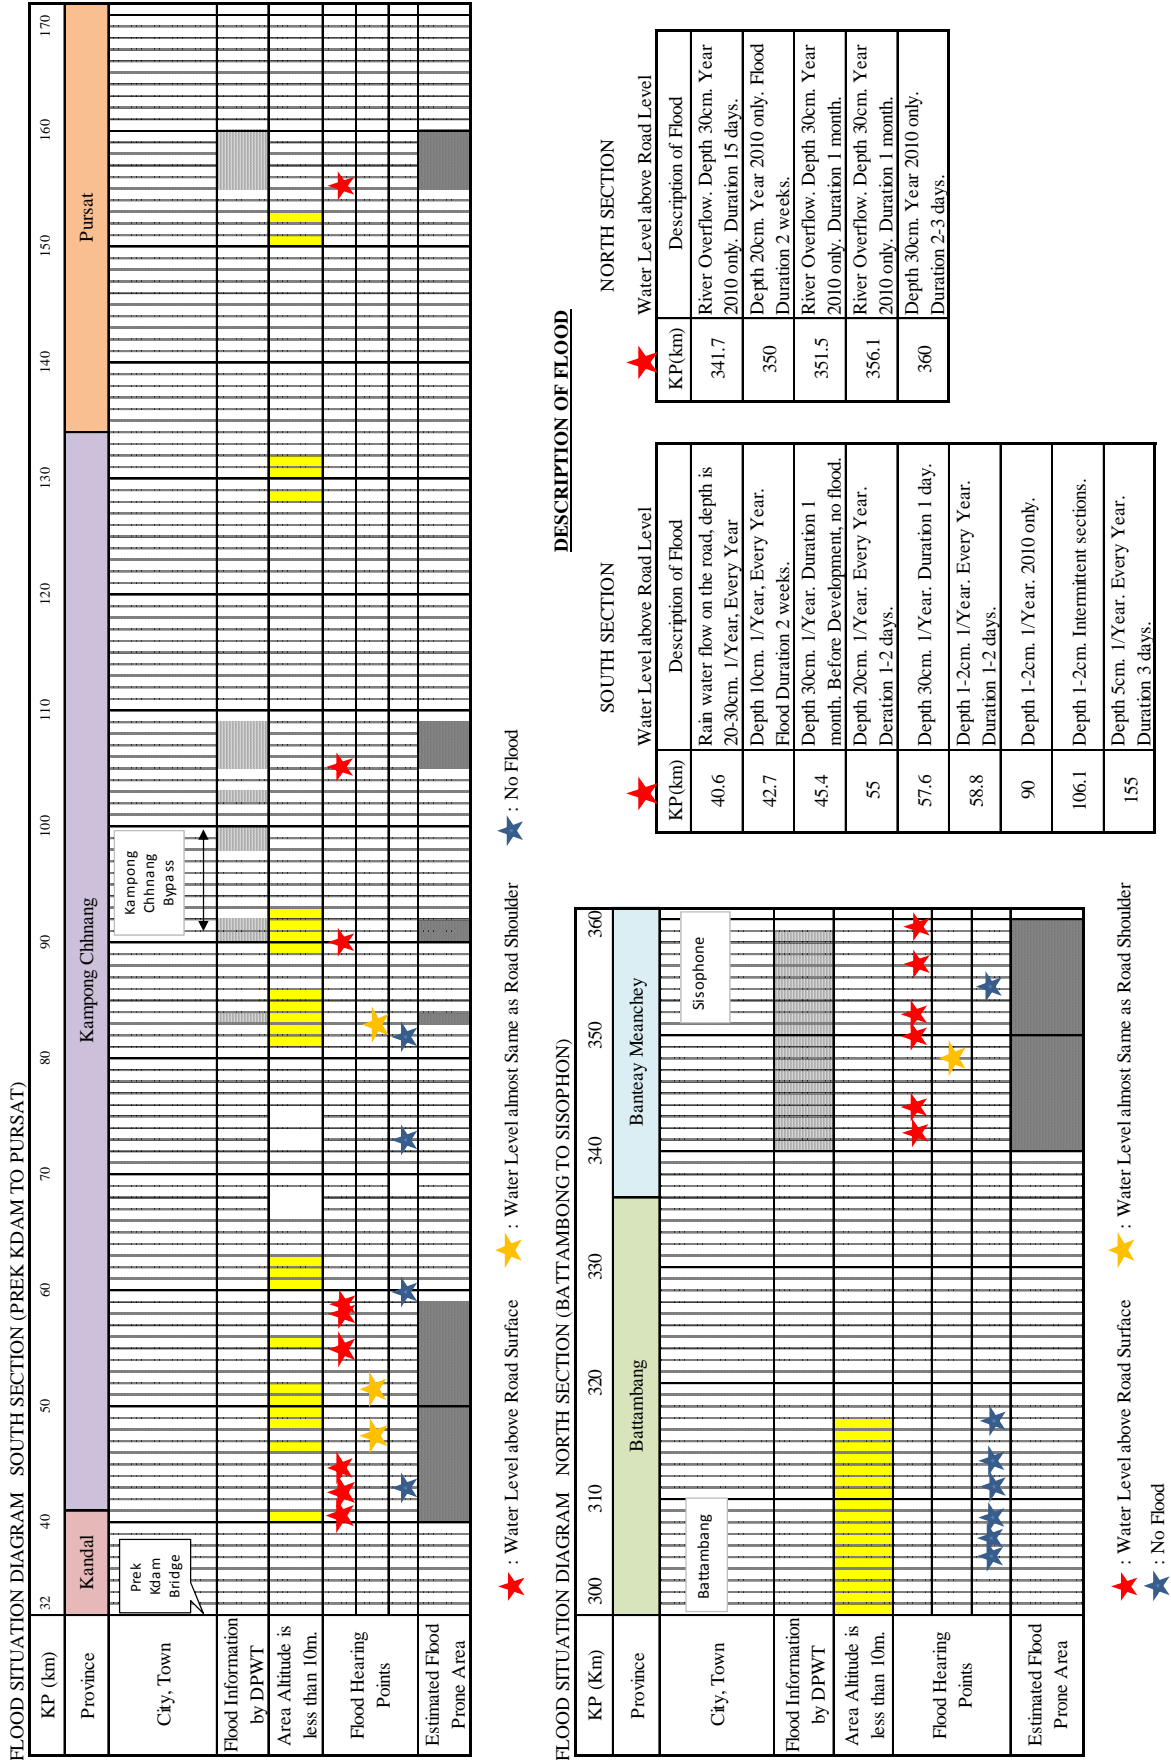 FLOOD SITUATION DIAGRAM SOUTH SECTION (PREK KDAM TO PURSAT)
KP (km)
32
40
50
60
70
80
90
100
110
120
130
140
150
160
170
Province
Kandal
Kampong Chhnang
Pursat
City, Town
Prek
Kdam
Bridge
Kampong
Chhnang
Bypass
Flood Information
by DPWT
Area Altitude is
less than 10m.
Flood Hearing
Points
Estimated Flood
Prone Area
: Water Level above Road Surface
: Water Level almost Same as Road Shoulder
: No Flood
FLOOD SITUATION DIAGRAM NORTH SECTION (BATTAMBONG TO SISOPHON)
KP (Km)
300
310
320
330
340
350
360
Province
Battambang
Banteay Meanchey
City, Town
Battambang
Sisophone
Flood Information
by DPWT
Area Altitude is
less than 10m.
Flood Hearing
Points
Estimated Flood
Prone Area
: Water Level above Road Surface
: Water Level almost Same as Road Shoulder
: No Flood
DESCRIPTION OF FLOOD
SOUTH SECTION
Water Level above Road Level
KP(km)
Description of Flood
40.6
Rain water flow on the road, depth is
20-30cm. 1/Year, Every Year
42.7
Depth 10cm. 1/Year, Every Year.
Flood Duration 2 weeks.
45.4
Depth 30cm. 1/Year. Duration 1
month. Before Development, no flood.
55
Depth 20cm. 1/Year. Every Year.
Deration 1-2 days.
57.6
Depth 30cm. 1/Year. Duration 1 day.
58.8
Depth 1-2cm. 1/Year. Every Year.
Duration 1-2 days.
90
Depth 1-2cm. 1/Year. 2010 only.
106.1
Depth 1-2cm. Intermittent sections.
155
Depth 5cm. 1/Year. Every Year.
Duration 3 days.
NORTH SECTION
Water Level above Road Level
KP(km)
Description of Flood
341.7
River Overflow. Depth 30cm. Year
2010 only. Duration 15 days.
350
Depth 20cm. Year 2010 only. Flood
Duration 2 weeks.
351.5
River Overflow. Depth 30cm. Year
2010 only. Duration 1 month.
356.1
River Overflow. Depth 30cm. Year
2010 only. Duration 1 month.
360
Depth 30cm. Year 2010 only.
Duration 2-3 days.